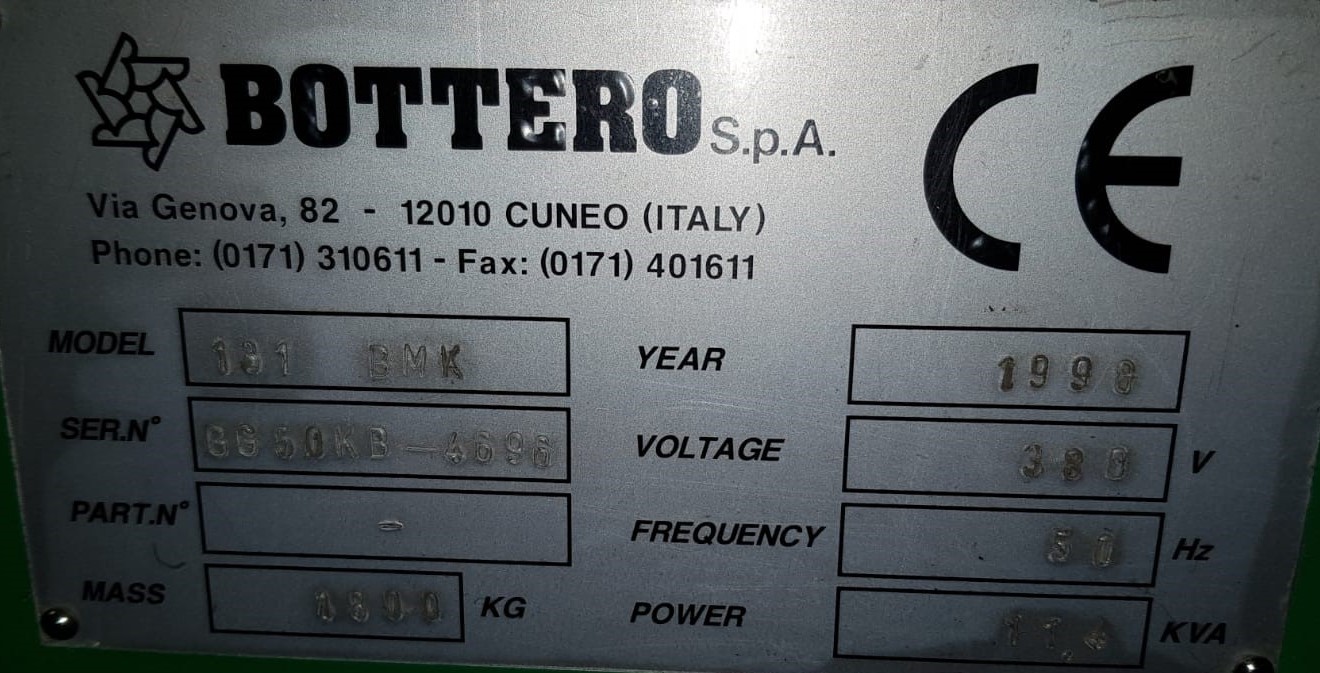 BOTTERO S.p.A.
CE
Via Genova, 82 - 12010 CUNEO (ITALY)
Phone: (0171) 310611 - Fax: (0171) 401611
MODEL 131 BMK
YEAR 1998
SER.N°
VOLTAGE 380 V
PART.N° -
FREQUENCY 50 Hz
MASS 1800 KG
POWER KVA